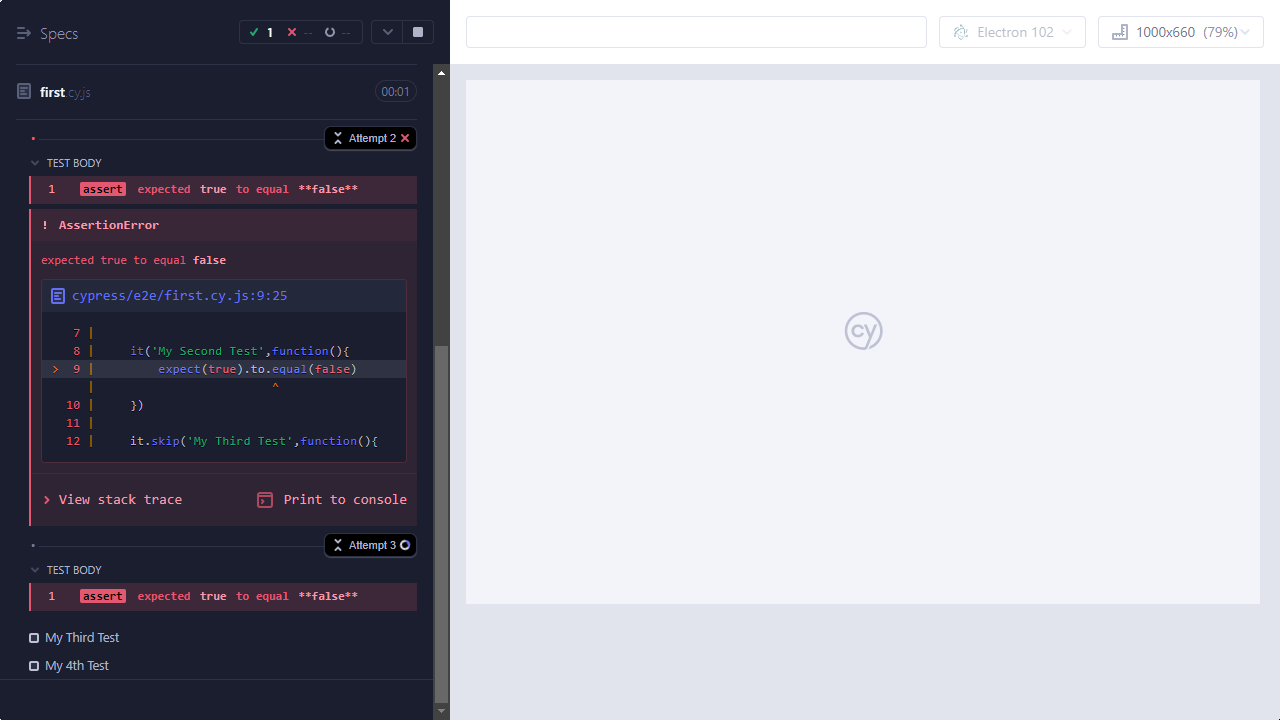 Specs
1 -- --
Electron 102
1000x660 (79%)
first.cy.js
00:01
Attempt 2
TEST BODY
1 assert expected true to equal **false**
! AssertionError
expected true to equal false
cypress/e2e/first.cy.js:9:25
7 |
8 | it('My Second Test',function(){
> 9 | expect(true).to.equal(false)
| ^
10 | })
11 |
12 | it.skip('My Third Test',function(){
> View stack trace
Print to console
Attempt 3
TEST BODY
1 assert expected true to equal **false**
My Third Test
My 4th Test
cy